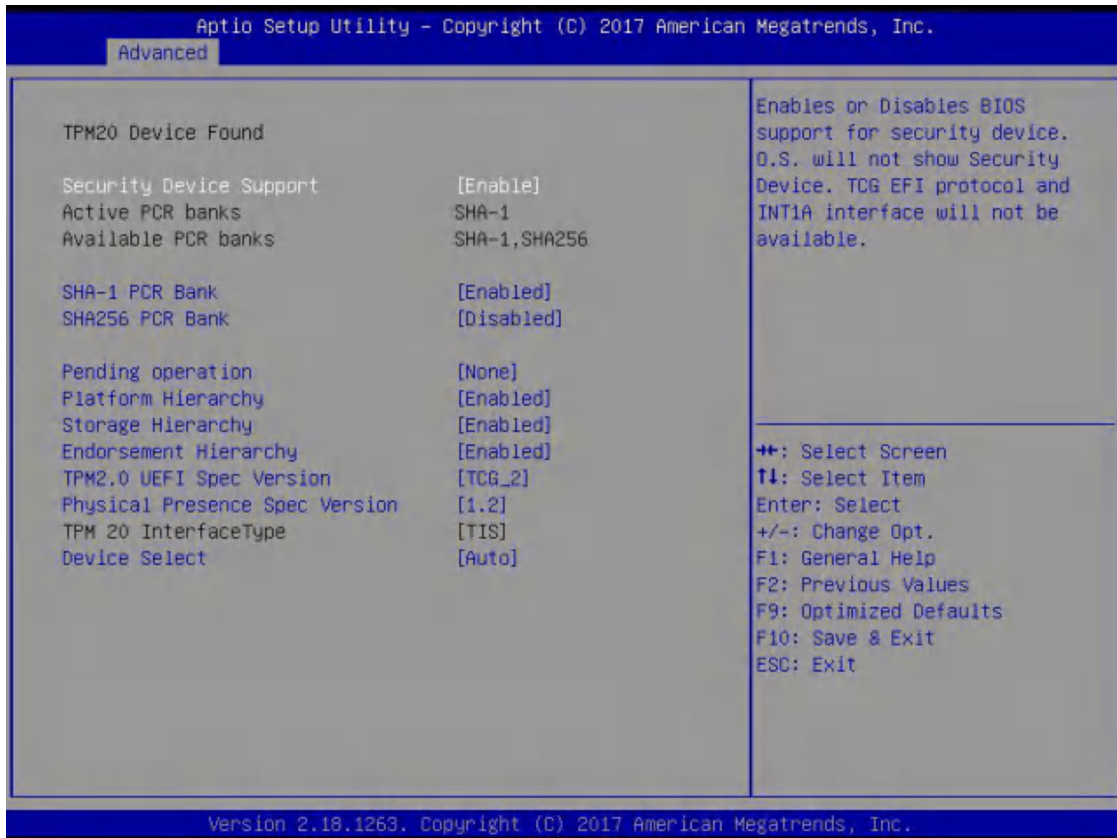 Aptio Setup Utility – Copyright (C) 2017 American Megatrends, Inc.
Advanced
TPM20 Device Found
Security Device Support [Enable]
Active PCR banks SHA-1
Available PCR banks SHA-1,SHA256
SHA-1 PCR Bank [Enabled]
SHA256 PCR Bank [Disabled]
Pending operation [None]
Platform Hierarchy [Enabled]
Storage Hierarchy [Enabled]
Endorsement Hierarchy [Enabled]
TPM2.0 UEFI Spec Version [TCG_2]
Physical Presence Spec Version [1.2]
TPM 20 InterfaceType [TIS]
Device Select [Auto]
Enables or Disables BIOS
support for security device.
O.S. will not show Security
Device. TCG EFI protocol and
INT1A interface will not be
available.
→←: Select Screen
↑↓: Select Item
Enter: Select
+/-: Change Opt.
F1: General Help
F2: Previous Values
F9: Optimized Defaults
F10: Save & Exit
ESC: Exit
Version 2.18.1263. Copyright (C) 2017 American Megatrends, Inc.